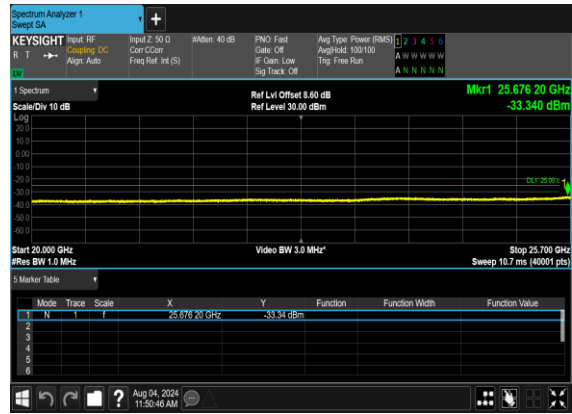 Spectrum Analyzer 1
Swept SA
+
KEYSIGHT Input: RF Input Z: 50 Ω #Atten: 40 dB PNO: Fast Avg Type: Power (RMS) 1 2 3 4 5 6
R T Coupling: DC Corr CCorr Gate: Off Avg|Hold: 100/100 A W W W W W
Align: Auto Freq Ref: Int (S) IF Gain: Low Trig: Free Run
Sig Track: Off A N N N N N
1 Spectrum Ref Lvl Offset 8.60 dB Mkr1 25.676 20 GHz
Scale/Div 10 dB Ref Level 30.00 dBm -33.340 dBm
Log
20.0
10.0
0.00
-10.0
-20.0
-30.0
-40.0
-50.0
-60.0
1
Start 20.000 GHz Video BW 3.0 MHz* Stop 25.700 GHz
#Res BW 1.0 MHz Sweep 10.7 ms (40001 pts)
5 Marker Table
Mode Trace Scale X Y Function Function Width Function Value
1 N 1 f 25.676 20 GHz -33.34 dBm
2
3
4
5
6
? Aug 04, 2024
11:50:46 AM